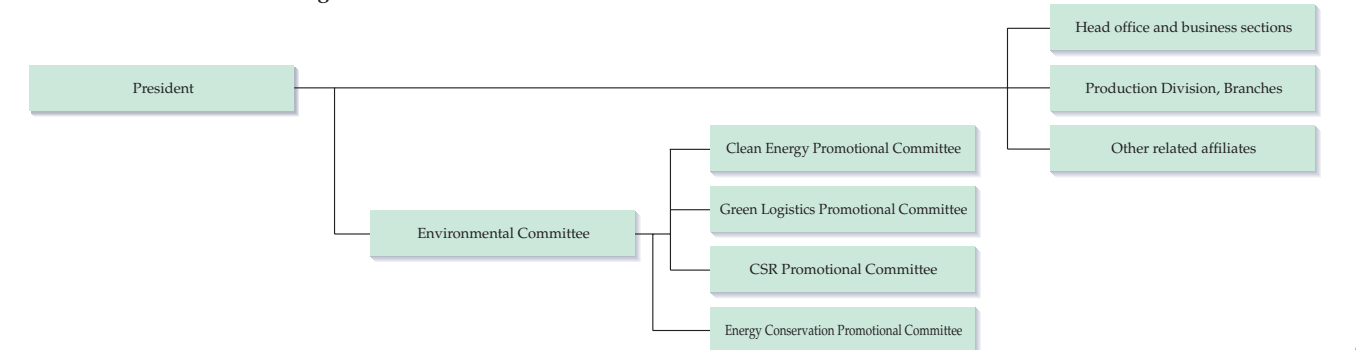 Head office and business sections
President
Production Division, Branches
Clean Energy Promotional Committee
Other related affiliates
Green Logistics Promotional Committee
Environmental Committee
CSR Promotional Committee
Energy Conservation Promotional Committee